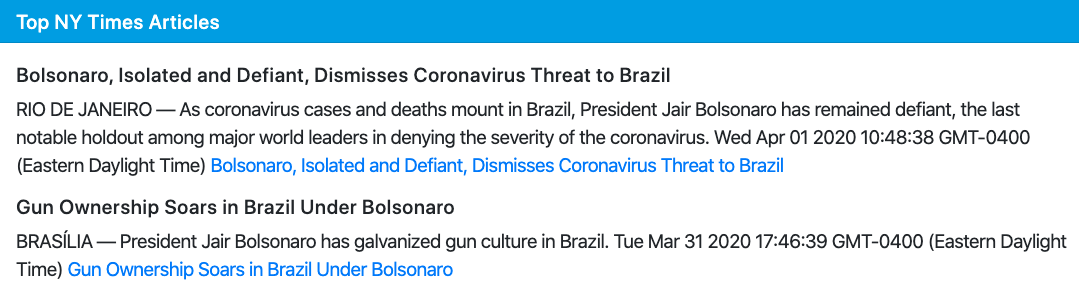 Top NY Times Articles
Bolsonaro, Isolated and Defiant, Dismisses Coronavirus Threat to Brazil
RIO DE JANEIRO — As coronavirus cases and deaths mount in Brazil, President Jair Bolsonaro has remained defiant, the last
notable holdout among major world leaders in denying the severity of the coronavirus. Wed Apr 01 2020 10:48:38 GMT-0400
(Eastern Daylight Time) Bolsonaro, Isolated and Defiant, Dismisses Coronavirus Threat to Brazil
Gun Ownership Soars in Brazil Under Bolsonaro
BRASÍLIA — President Jair Bolsonaro has galvanized gun culture in Brazil. Tue Mar 31 2020 17:46:39 GMT-0400 (Eastern Daylight
Time) Gun Ownership Soars in Brazil Under Bolsonaro